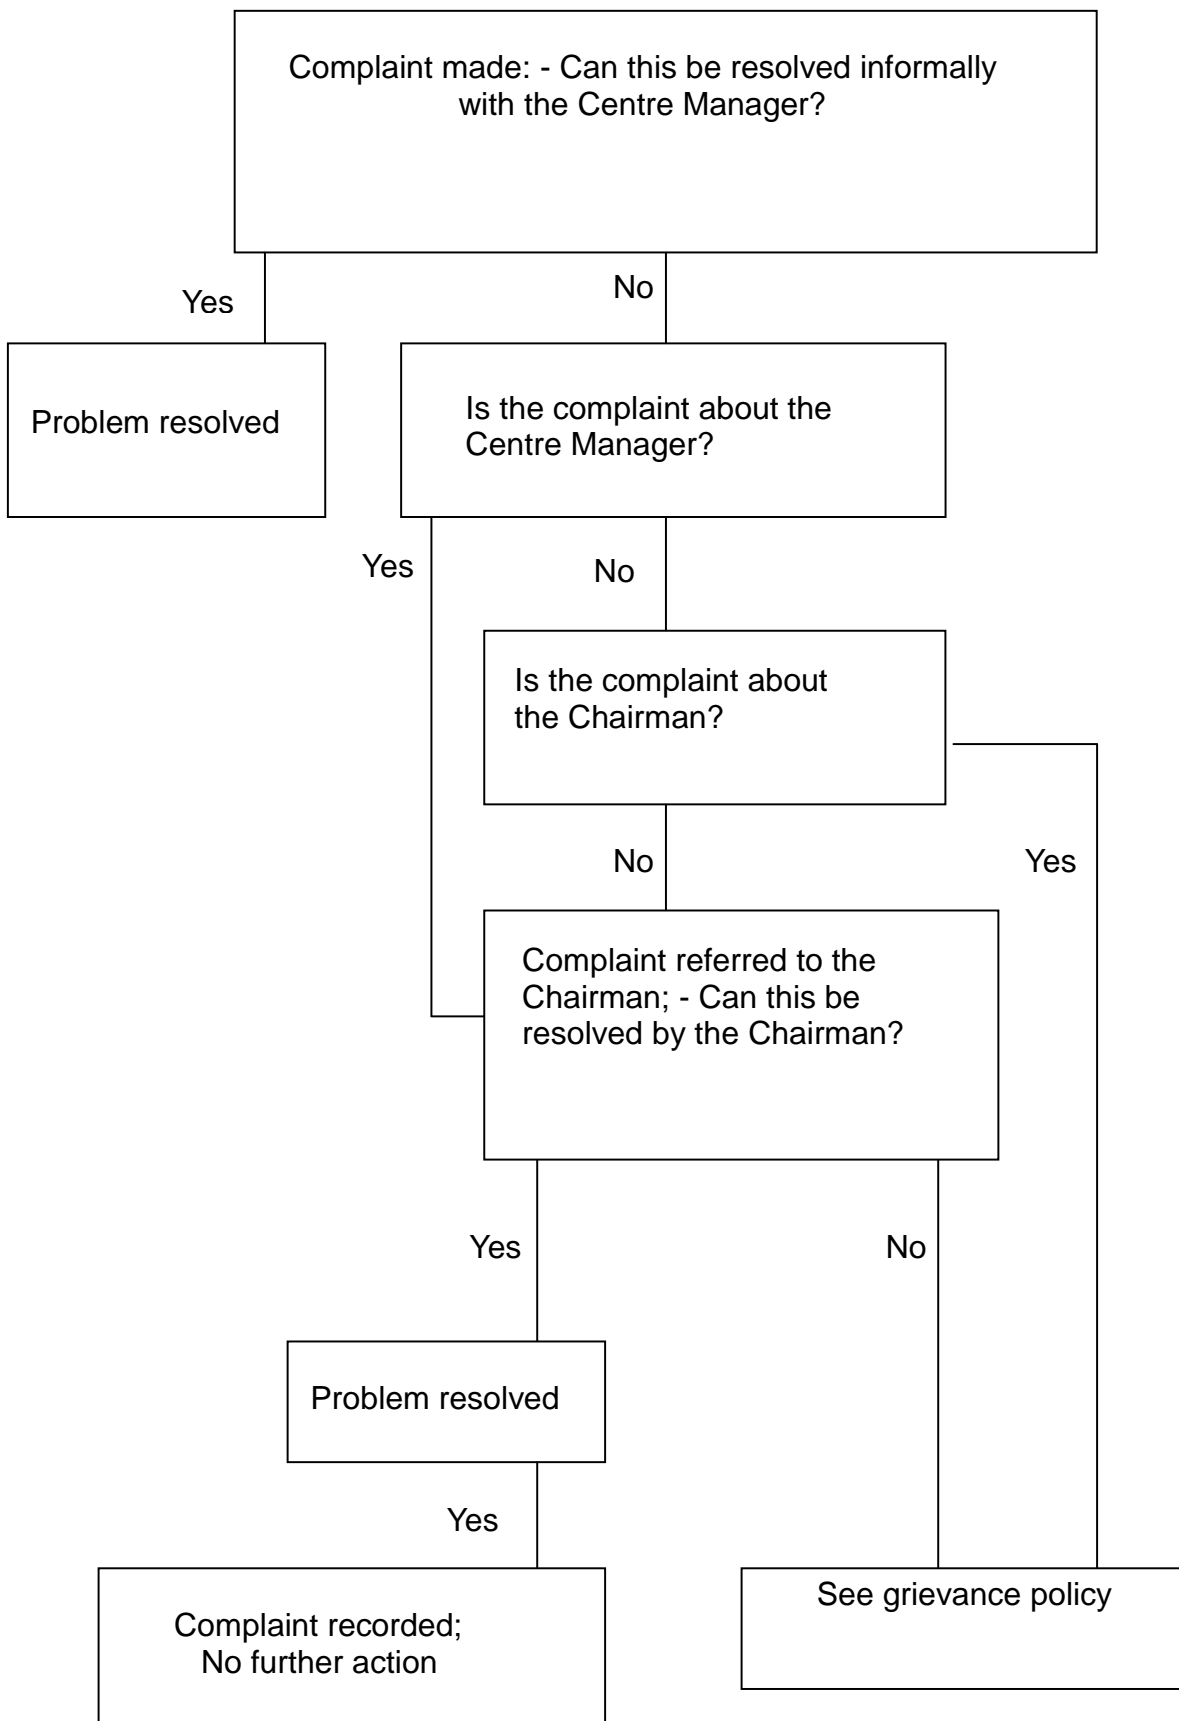 Complaint made: - Can this be resolved informally
with the Centre Manager?
Yes
No
Problem resolved
Is the complaint about the
Centre Manager?
Yes
No
Is the complaint about
the Chairman?
No
Yes
Complaint referred to the
Chairman; - Can this be
resolved by the Chairman?
Yes
No
Problem resolved
Yes
Complaint recorded;
No further action
See grievance policy